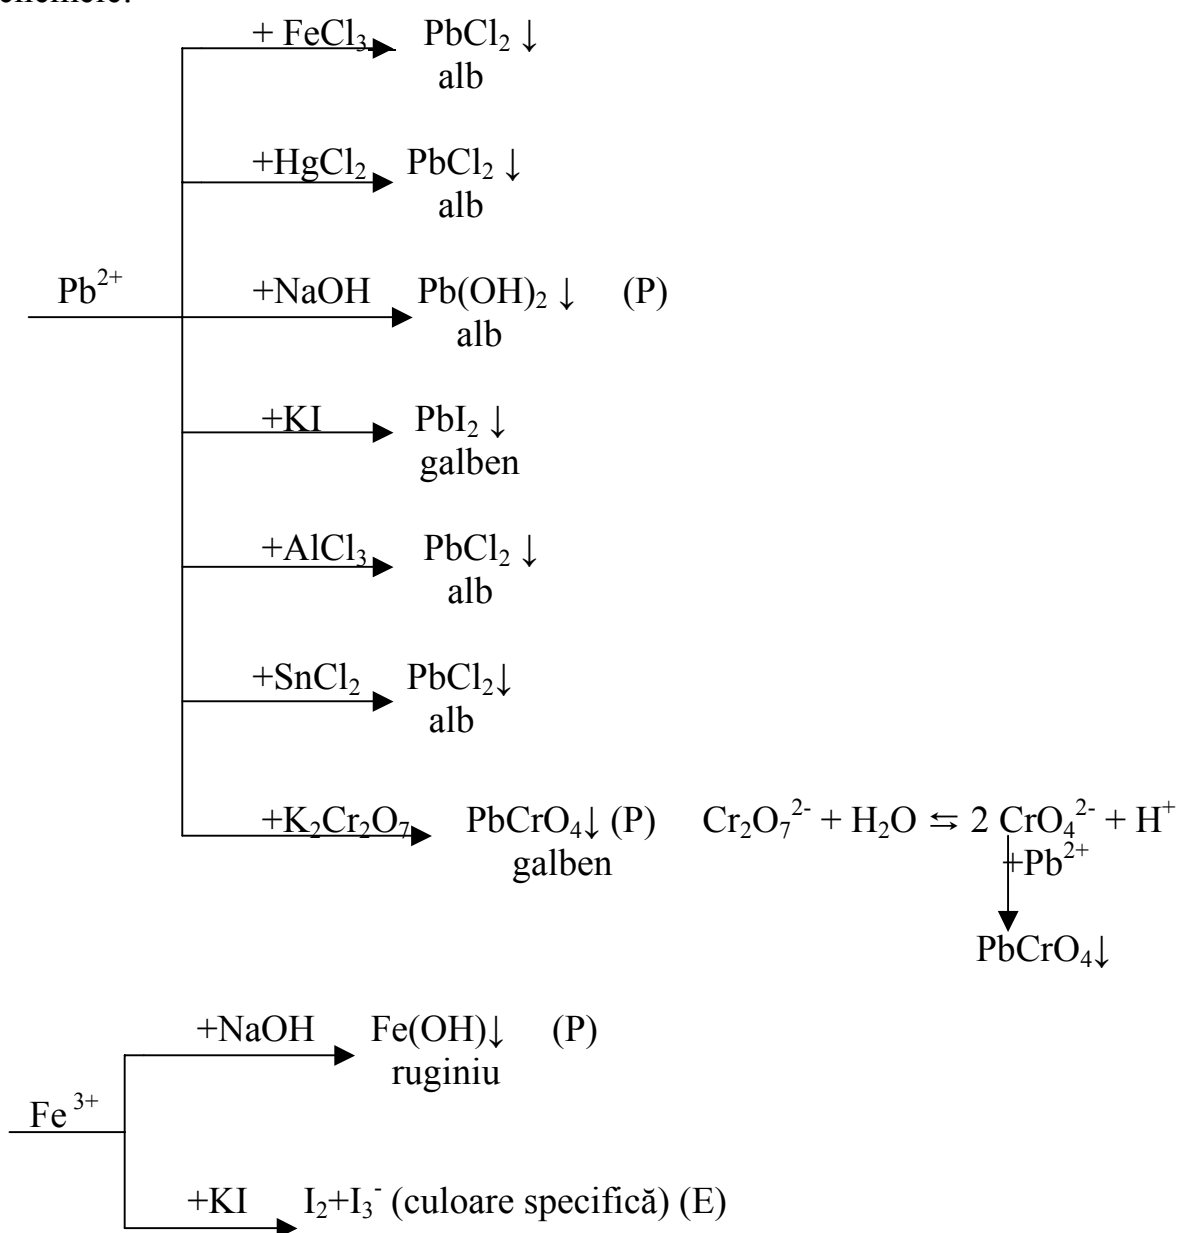 + FeCl₃ PbCl₂ ↓
alb
+HgCl₂ PbCl₂ ↓
alb
Pb²⁺ +NaOH Pb(OH)₂ ↓ (P)
alb
+KI PbI₂ ↓
galben
+AlCl₃ PbCl₂ ↓
alb
+SnCl₂ PbCl₂↓
alb
+K₂Cr₂O₇ PbCrO₄↓ (P) Cr₂O₇²⁻ + H₂O ⇆ 2 CrO₄²⁻ + H⁺
galben +Pb²⁺
PbCrO₄↓
+NaOH Fe(OH)↓ (P)
ruginiu
Fe ³⁺
+KI I₂+I₃⁻ (culoare specifică) (E)